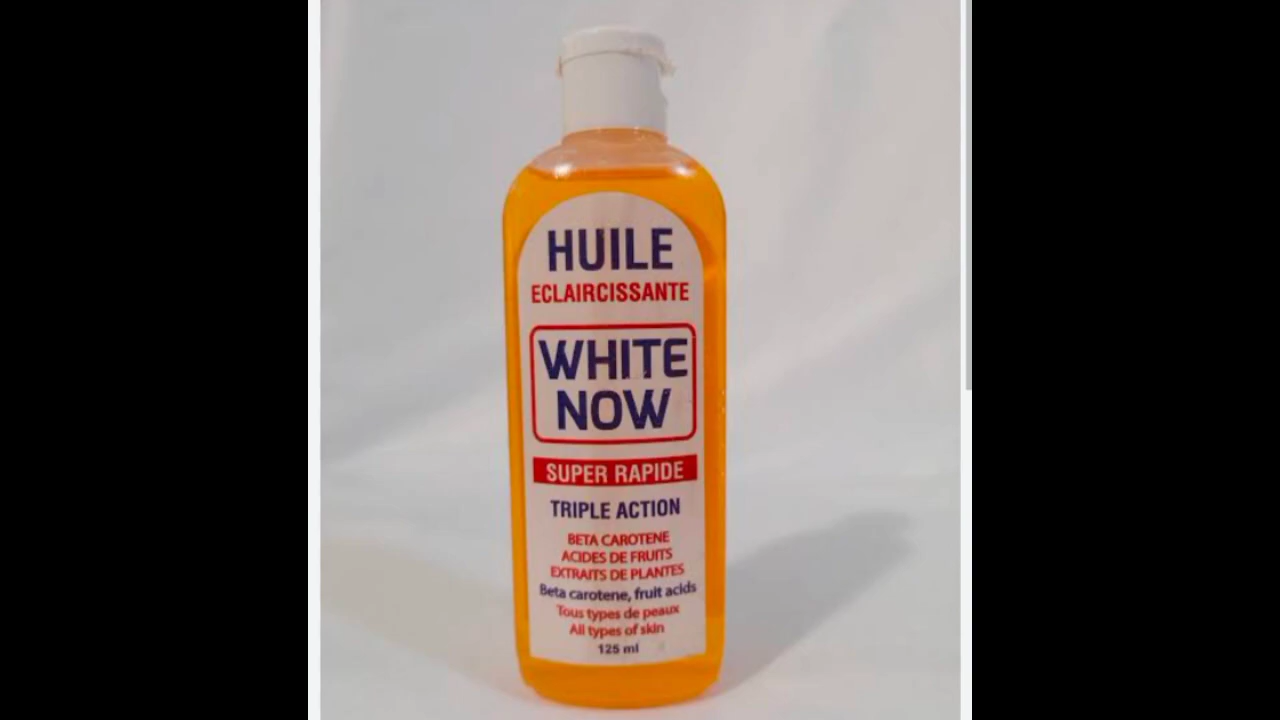 HUILE
ECLAIRCISSANTE
WHITE
NOW
SUPER RAPIDE
TRIPLE ACTION
BETA CAROTENE
ACIDES DE FRUITS
EXTRAITS DE PLANTES
Beta carotene, fruit acids
Tous types de peaux
All types of skin
125 ml